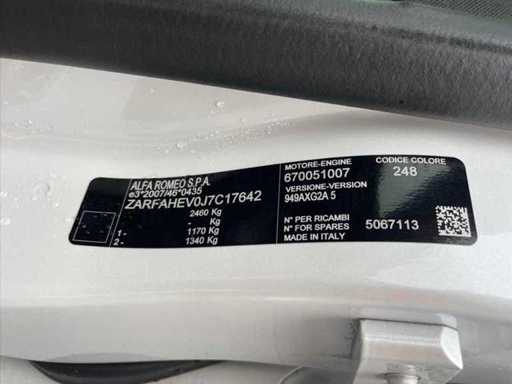 ALFA ROMEO S.P.A.
e3*2007/46*0435
ZARFAHEV0J7C17642
2460 Kg
Kg
1- 1170 Kg
2- 1340 Kg
MOTORE-ENGINE
670051007
VERSIONE-VERSION
949AXG2A 5
CODICE COLORE
248
N° PER RICAMBI
N° FOR SPARES
MADE IN ITALY
5067113